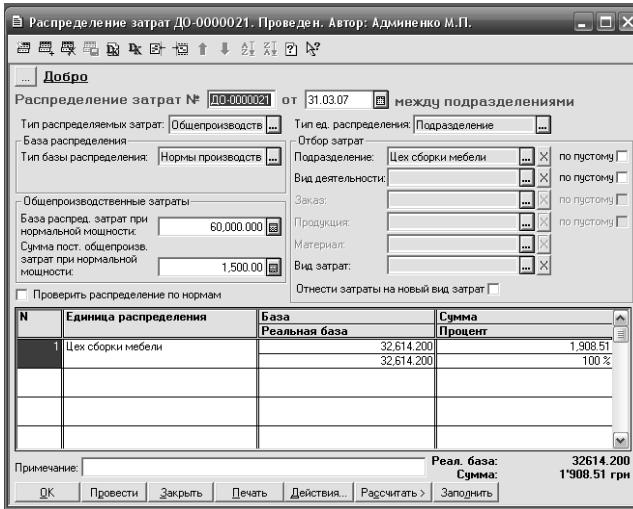 Распределение затрат ДО-0000021. Проведен. Автор: Админенко М.П.
... Добро
Распределение затрат № ДО-0000021 от 31.03.07 между подразделениями
Тип распределяемых затрат: Общепроизводств ... Тип ед. распределения: Подразделение ...
База распределения
Тип базы распределения: Нормы производств ...
Отбор затрат
Подразделение: Цех сборки мебели ... X по пустому
Вид деятельности: ... X по пустому
Заказ: ... X по пустому
Продукция: ... X по пустому
Материал: ... X
Вид затрат: ... X
Отнести затраты на новый вид затрат
Общепроизводственные затраты
База распред. затрат при
нормальной мощности: 60,000.000
Сумма пост. общепроизв.
затрат при нормальной
мощности: 1,500.00
Проверить распределение по нормам
N Единица распределения База Сумма
Реальная база Процент
1 Цех сборки мебели 32,614.200 1,908.51
32,614.200 100 %
Примечание: Реал. база: 32614.200
Сумма: 1'908.51 грн
OK Провести Закрыть Печать Действия... Рассчитать > Заполнить